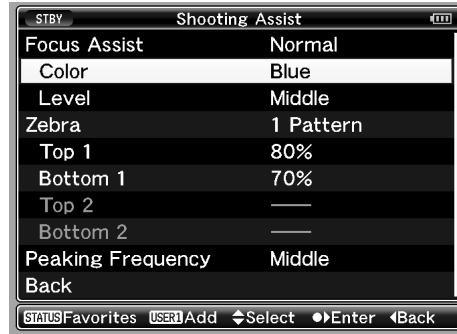 STBY Shooting Assist
Focus Assist Normal
Color Blue
Level Middle
Zebra 1 Pattern
Top 1 80%
Bottom 1 70%
Top 2 ——
Bottom 2 ——
Peaking Frequency Middle
Back
STATUS Favorites USER1 Add Select Enter Back